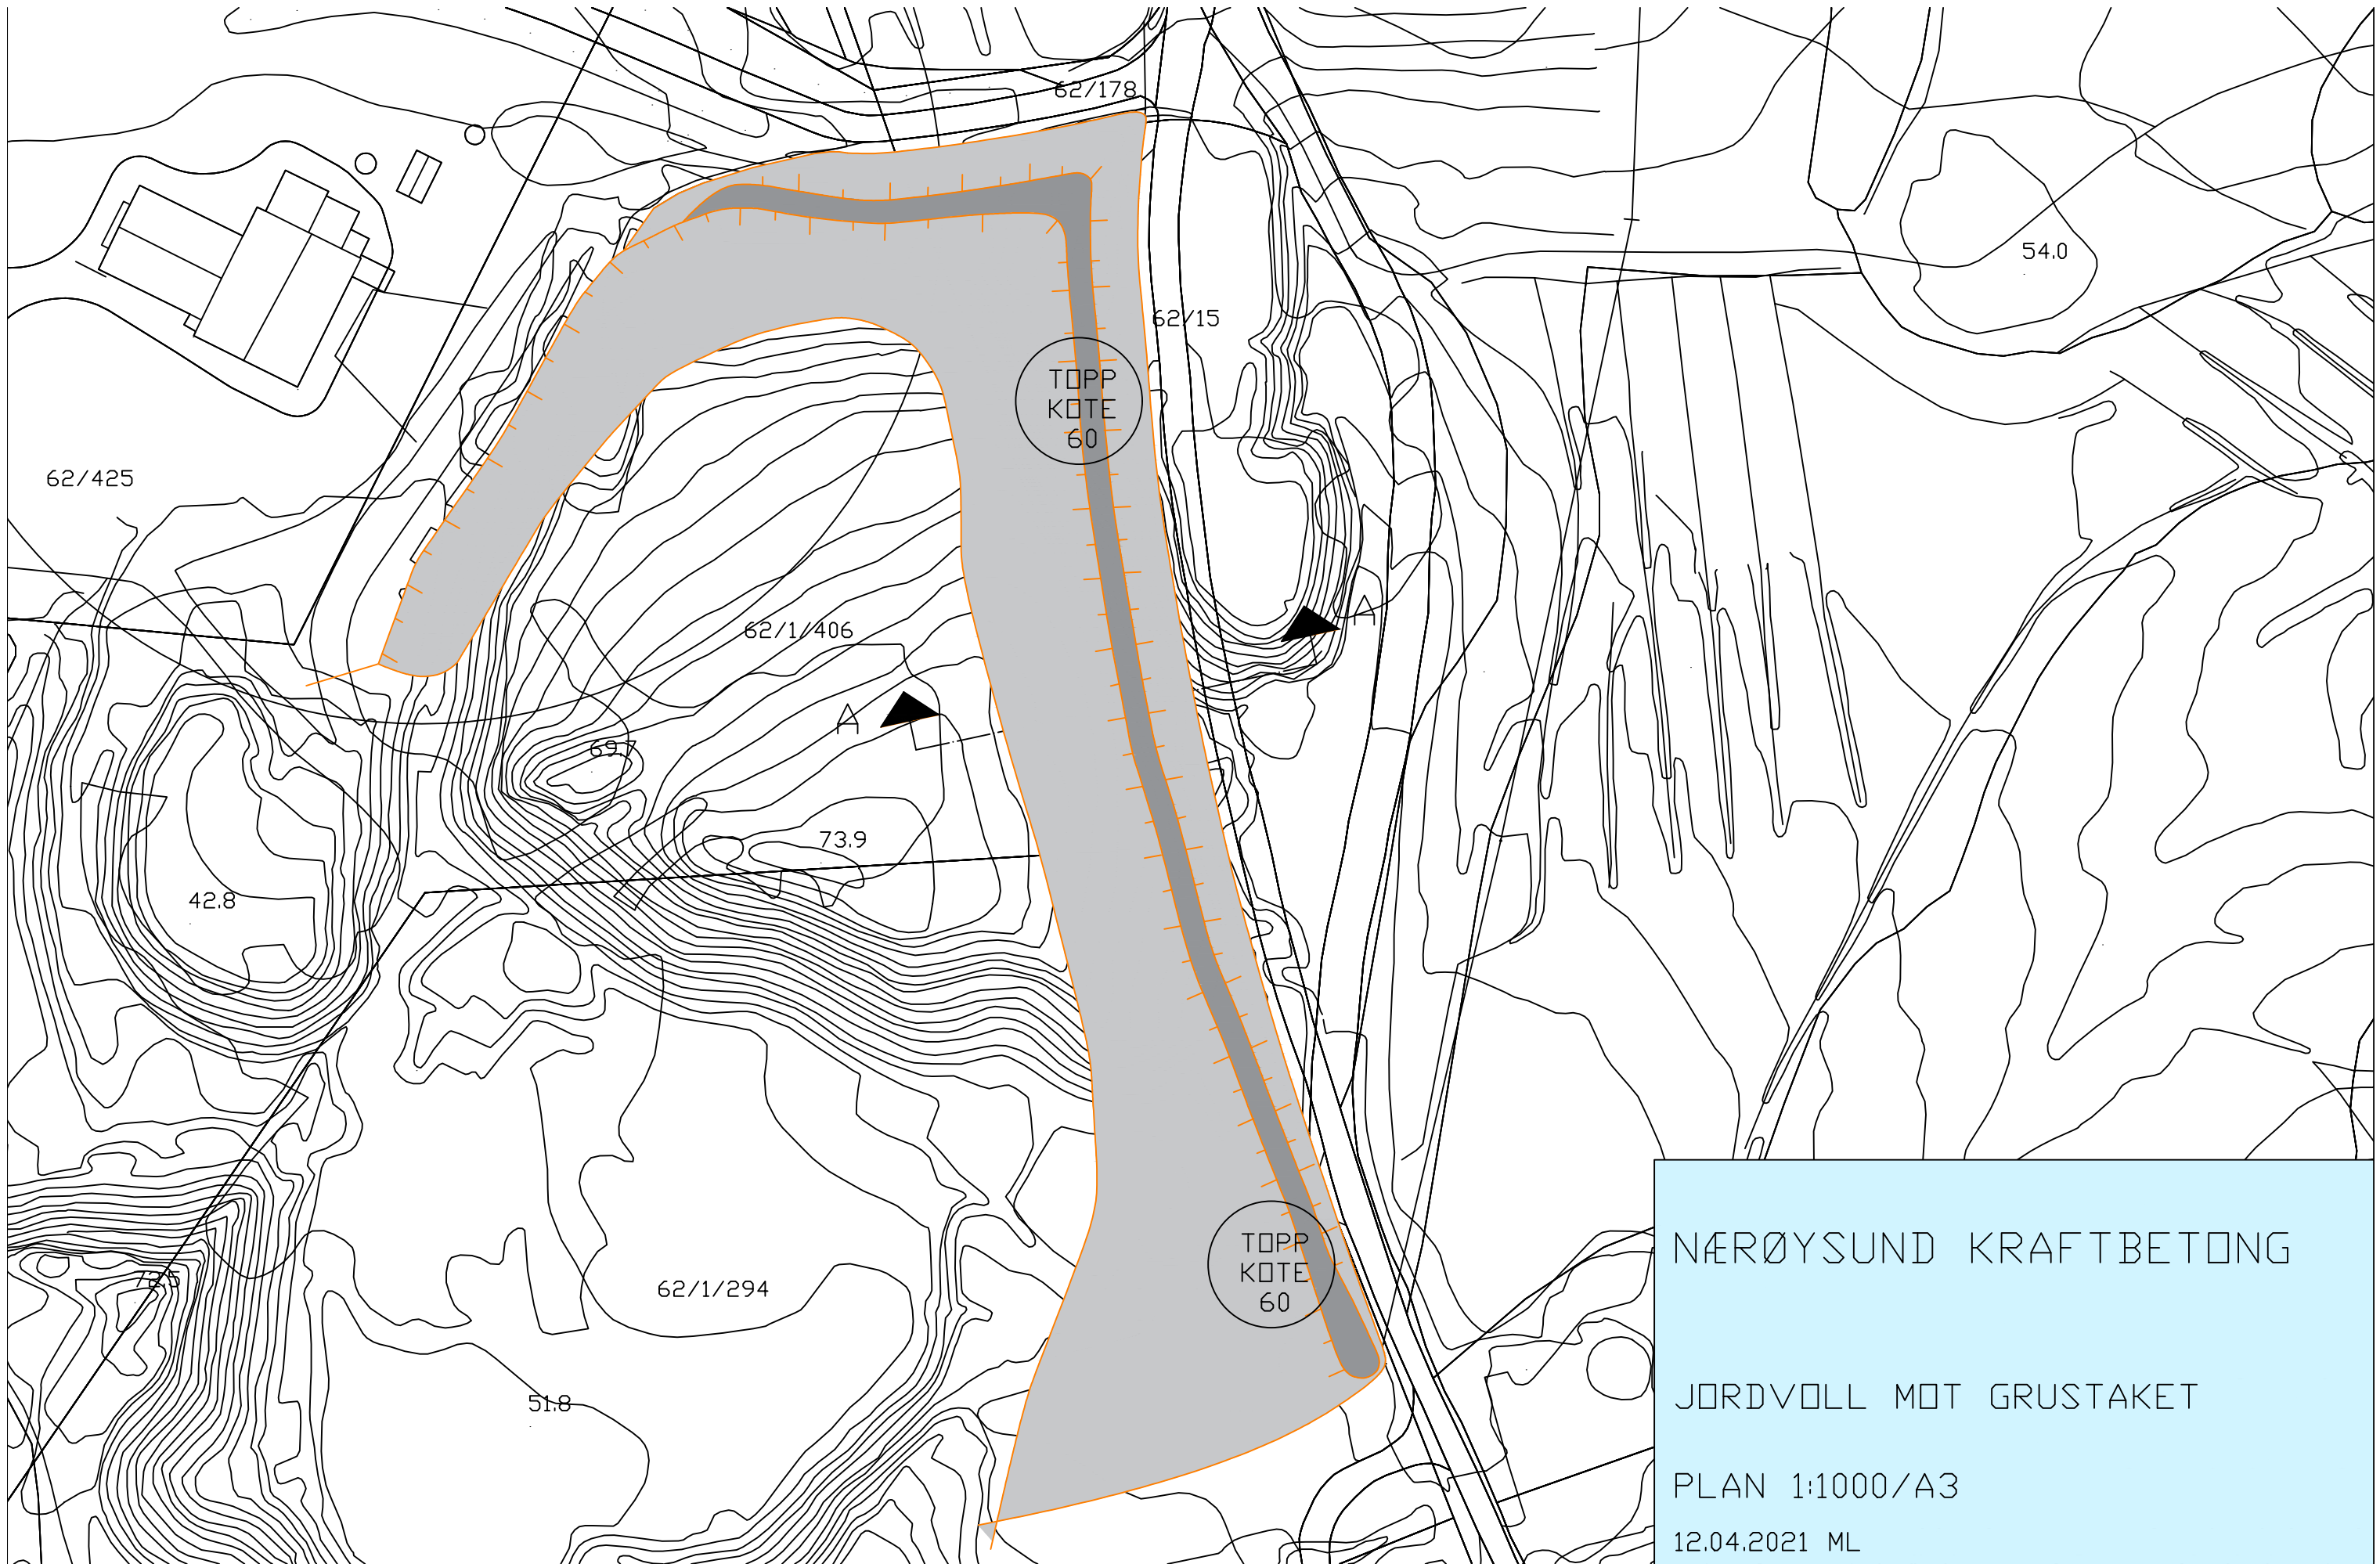 62/178
54.0
62/15
TOPP
KOTE
60
62/425
A
62/1/406
A
69.7
73.9
42.8
72.5
62/1/294
TOPP
KOTE
60
51.8
NÆRØYSUND KRAFTBETONG
JORDVOLL MOT GRUSTAKET
PLAN 1:1000/A3
12.04.2021 ML